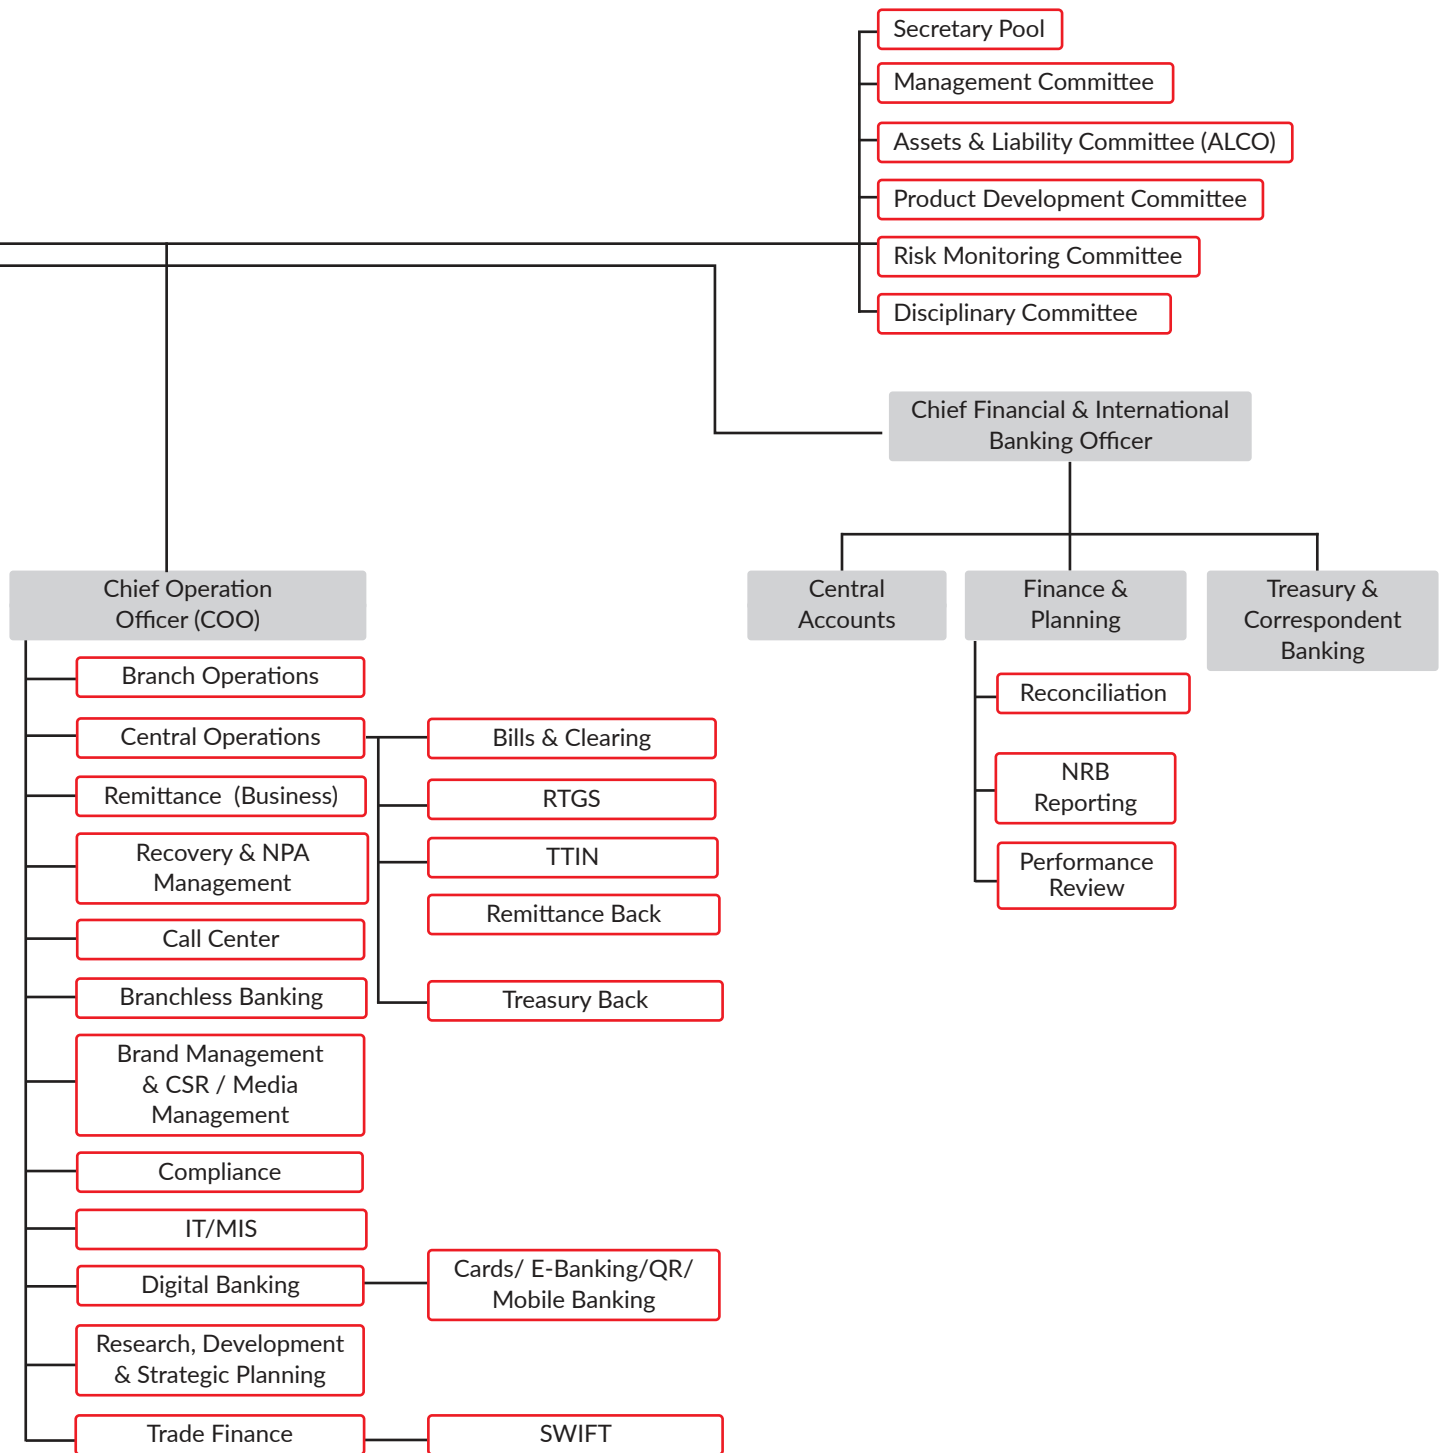 Secretary Pool
Management Committee
Assets & Liability Committee (ALCO)
Product Development Committee
Risk Monitoring Committee
Disciplinary Committee
Chief Financial & International
Banking Officer
Chief Operation
Officer (COO)
Central
Accounts
Finance &
Planning
Treasury &
Correspondent
Banking
Branch Operations
Central Operations
Remittance  (Business)
Recovery & NPA
Management
Call Center
Branchless Banking
Brand Management
& CSR / Media
Management
Compliance
IT/MIS
Digital Banking
Research, Development
& Strategic Planning
Trade Finance
Bills & Clearing
RTGS
TTIN
Remittance Back
Treasury Back
Cards/ E-Banking/QR/
Mobile Banking
SWIFT
Reconciliation
NRB
Reporting
Performance
Review